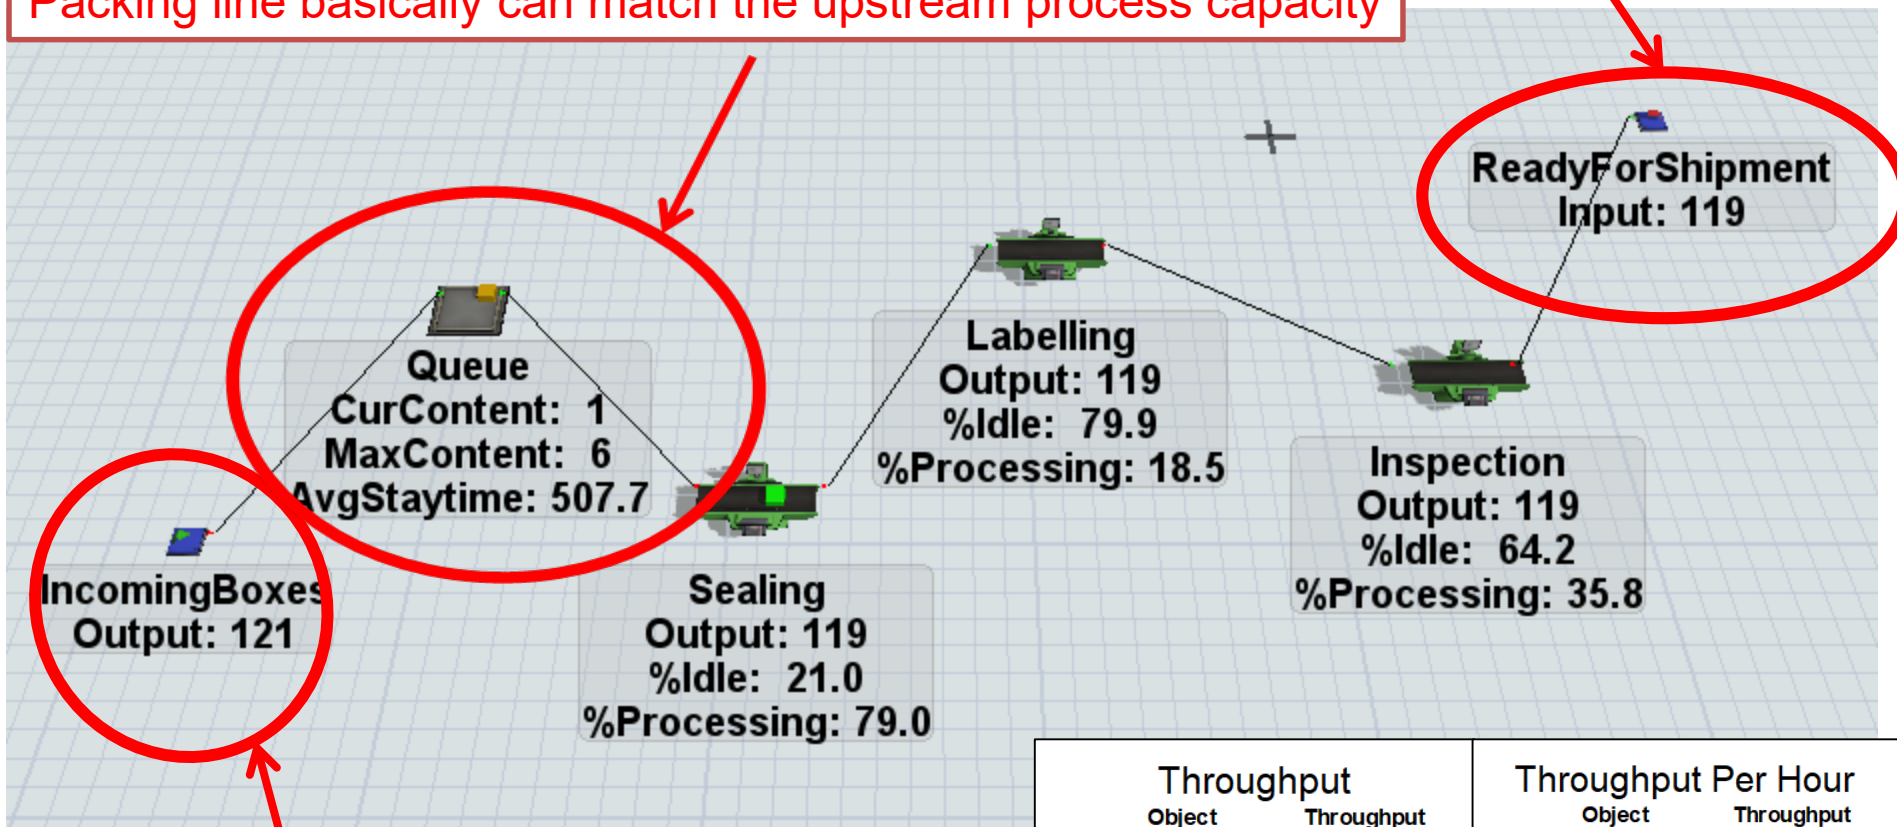 Packing line basically can match the upstream process capacity
ReadyForShipment
Input: 119
Queue
CurContent: 1
MaxContent: 6
AvgStaytime: 507.7
Labelling
Output: 119
%Idle: 79.9
%Processing: 18.5
Inspection
Output: 119
%Idle: 64.2
%Processing: 35.8
IncomingBoxes
Output: 121
Sealing
Output: 119
%Idle: 21.0
%Processing: 79.0
Throughput
Object Throughput
Throughput Per Hour
Object Throughput